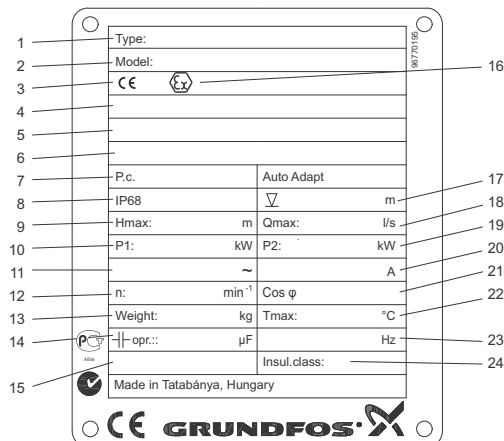 1 Type:
2 Model: 96770195
3 CE Ex 16
4
5
6
7 P.c. Auto Adapt
8 IP68 m 17
9 Hmax: m Qmax: l/s 18
10 P1: kW P2: kW 19
11 ~ A 20
12 n: min⁻¹ Cos φ 21
13 Weight: kg Tmax: °C 22
14 opr.:: µF Hz 23
15 Insul.class: 24
Made in Tatabánya, Hungary
CE GRUNDFOS